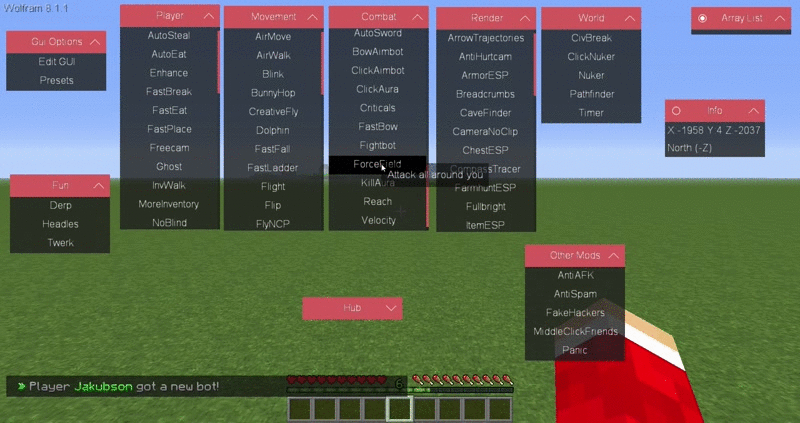 Wolfram 8.1.1
Gui Options
Edit GUI
Presets
Fun
Derp
Headles
Twerk
Player
AutoSteal
AutoEat
Enhance
FastBreak
FastEat
FastPlace
Freecam
Ghost
InvWalk
MoreInventory
NoBlind
Movement
AirMove
AirWalk
Blink
BunnyHop
CreativeFly
Dolphin
FastFall
FastLadder
Flight
Flip
FlyNCP
Combat
AutoSword
BowAimbot
ClickAimbot
ClickAura
Criticals
FastBow
Fightbot
ForceField
Attack all around you
KillAura
Reach
Velocity
Render
ArrowTrajectories
AntiHurtcam
ArmorESP
Breadcrumbs
CaveFinder
CameraNoClip
ChestESP
CompassTracer
FarmhuntESP
Fullbright
ItemESP
World
CivBreak
ClickNuker
Nuker
Pathfinder
Timer
Array List
Info
X -1958 Y 4 Z -2037
North (-Z)
Other Mods
AntiAFK
AntiSpam
FakeHackers
MiddleClickFriends
Panic
Hub
» Player Jakubson got a new bot!
6